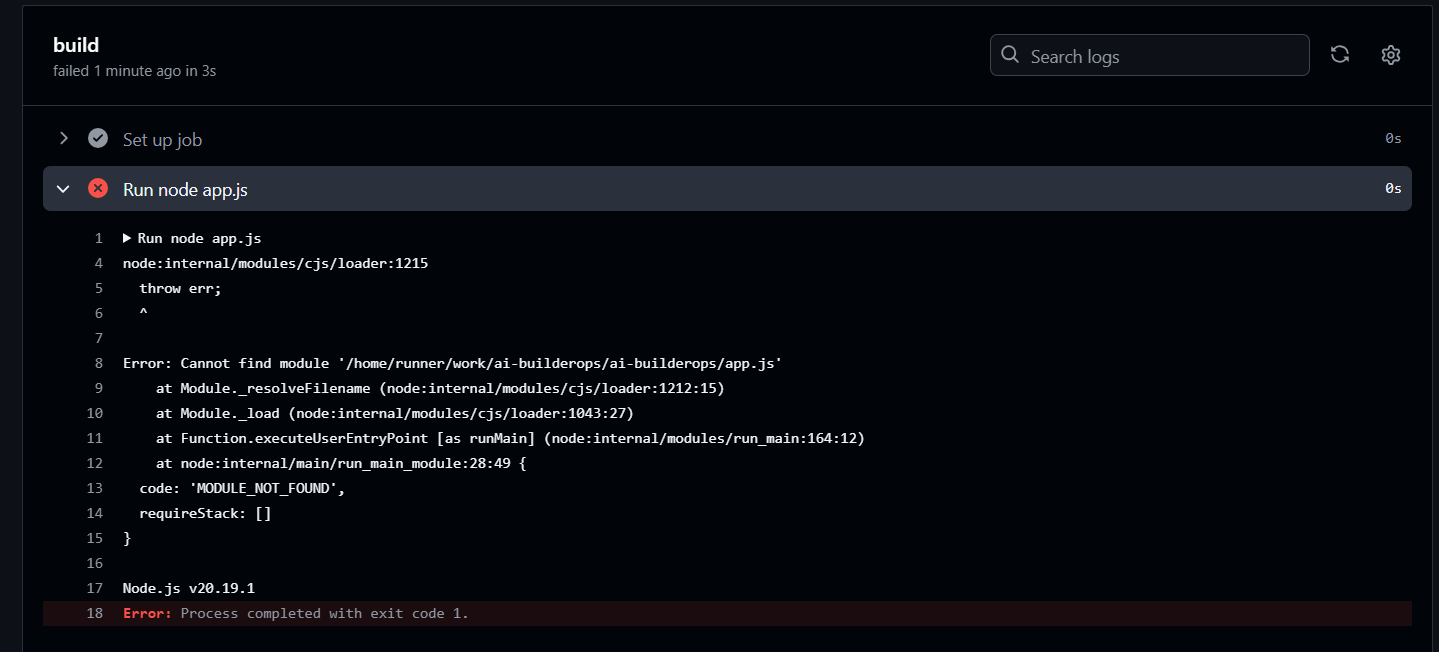 build
failed 1 minute ago in 3s
Search logs
Set up job 0s
Run node app.js 0s
1 ▶ Run node app.js
4 node:internal/modules/cjs/loader:1215
5   throw err;
6   ^
7
8 Error: Cannot find module '/home/runner/work/ai-builderops/ai-builderops/app.js'
9     at Module._resolveFilename (node:internal/modules/cjs/loader:1212:15)
10     at Module._load (node:internal/modules/cjs/loader:1043:27)
11     at Function.executeUserEntryPoint [as runMain] (node:internal/modules/run_main:164:12)
12     at node:internal/main/run_main_module:28:49 {
13   code: 'MODULE_NOT_FOUND',
14   requireStack: []
15 }
16
17 Node.js v20.19.1
18 Error: Process completed with exit code 1.